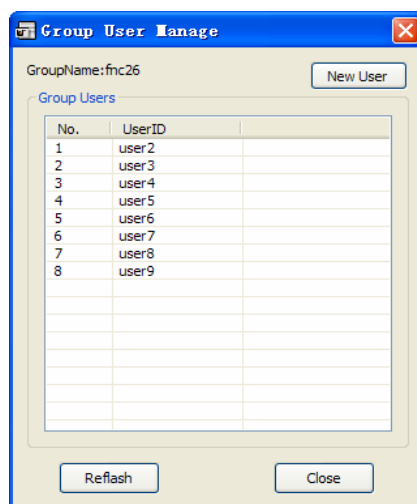 Group User Manage
GroupName:fnc26
New User
Group Users
No. UserID
1 user2
2 user3
3 user4
4 user5
5 user6
6 user7
7 user8
8 user9
Reflash Close